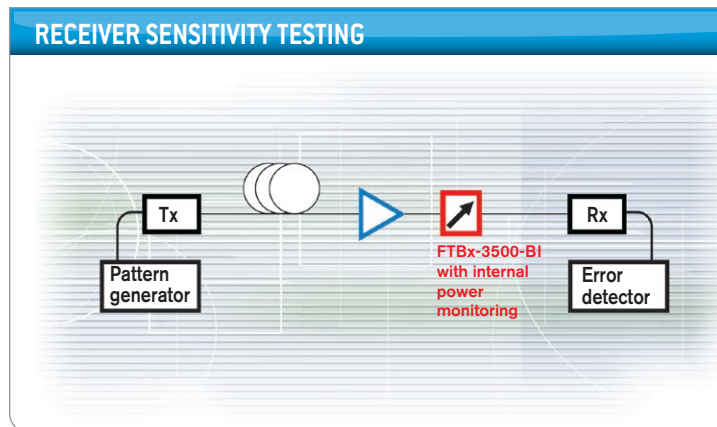 RECEIVER SENSITIVITY TESTING
Tx
Pattern
generator
FTBx-3500-BI
with internal
power
monitoring
Rx
Error
detector